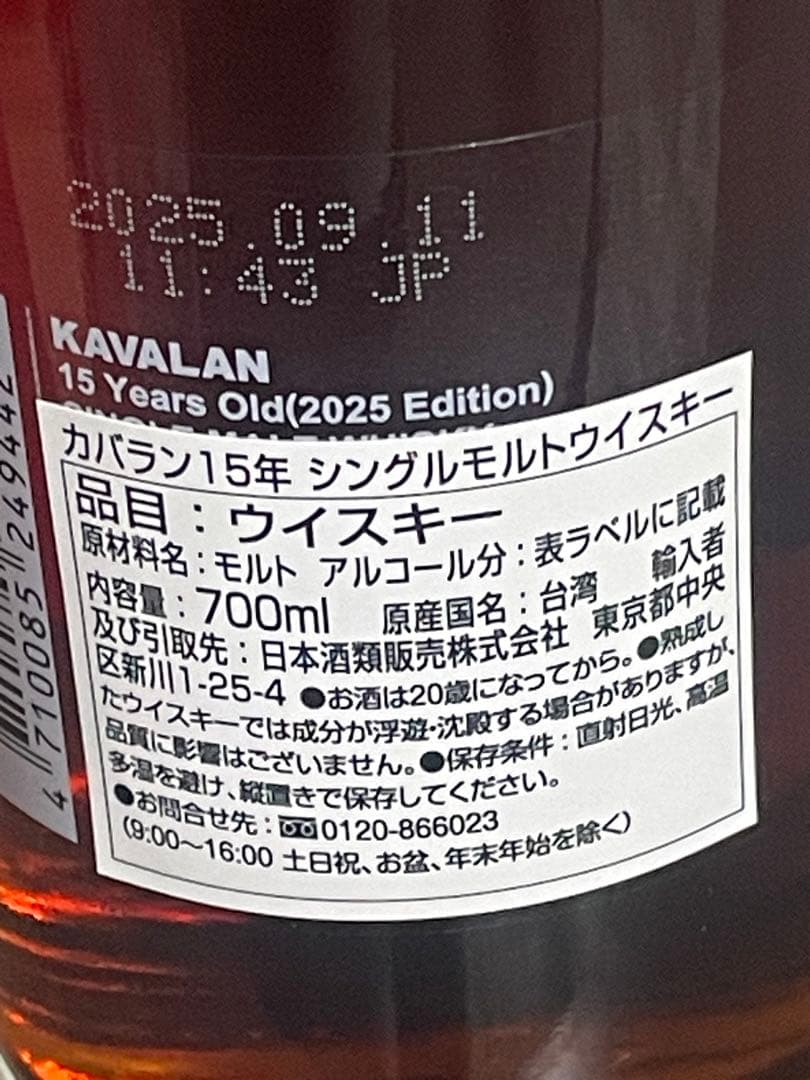 2025.09.11
11:43 JP
KAVALAN
15 Years Old(2025 Edition)
カバラン15年 シングルモルトウイスキー
品目：ウイスキー
原材料名：モルト アルコール分：表ラベルに記載
内容量：700ml 原産国名：台湾 輸入者
及び引取先：日本酒類販売株式会社 東京都中央
区新川1-25-4 ●お酒は20歳になってから。●熟成し
たウイスキーでは成分が浮遊・沈殿する場合がありますが、
品質に影響はございません。●保存条件：直射日光、高温
多湿を避け、縦置きで保存してください。
●お問合せ先：0120-866023
(9:00～16:00 土日祝、お盆、年末年始を除く)
4 710085 249442